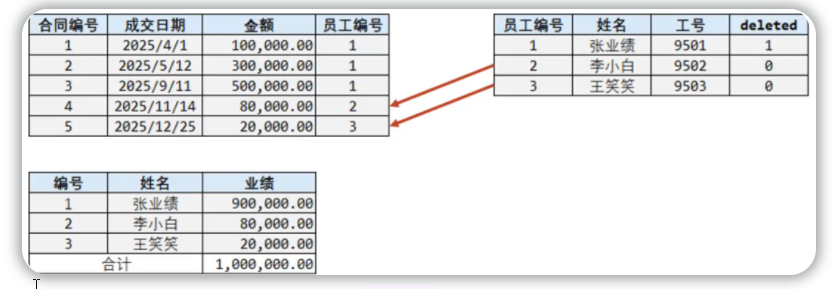 合同编号 成交日期 金额 员工编号
1 2025/4/1 100,000.00 1
2 2025/5/12 300,000.00 1
3 2025/9/11 500,000.00 1
4 2025/11/14 80,000.00 2
5 2025/12/25 20,000.00 3
员工编号 姓名 工号 deleted
1 张业绩 9501 1
2 李小白 9502 0
3 王笑笑 9503 0
编号 姓名 业绩
1 张业绩 900,000.00
2 李小白 80,000.00
3 王笑笑 20,000.00
合计 1,000,000.00